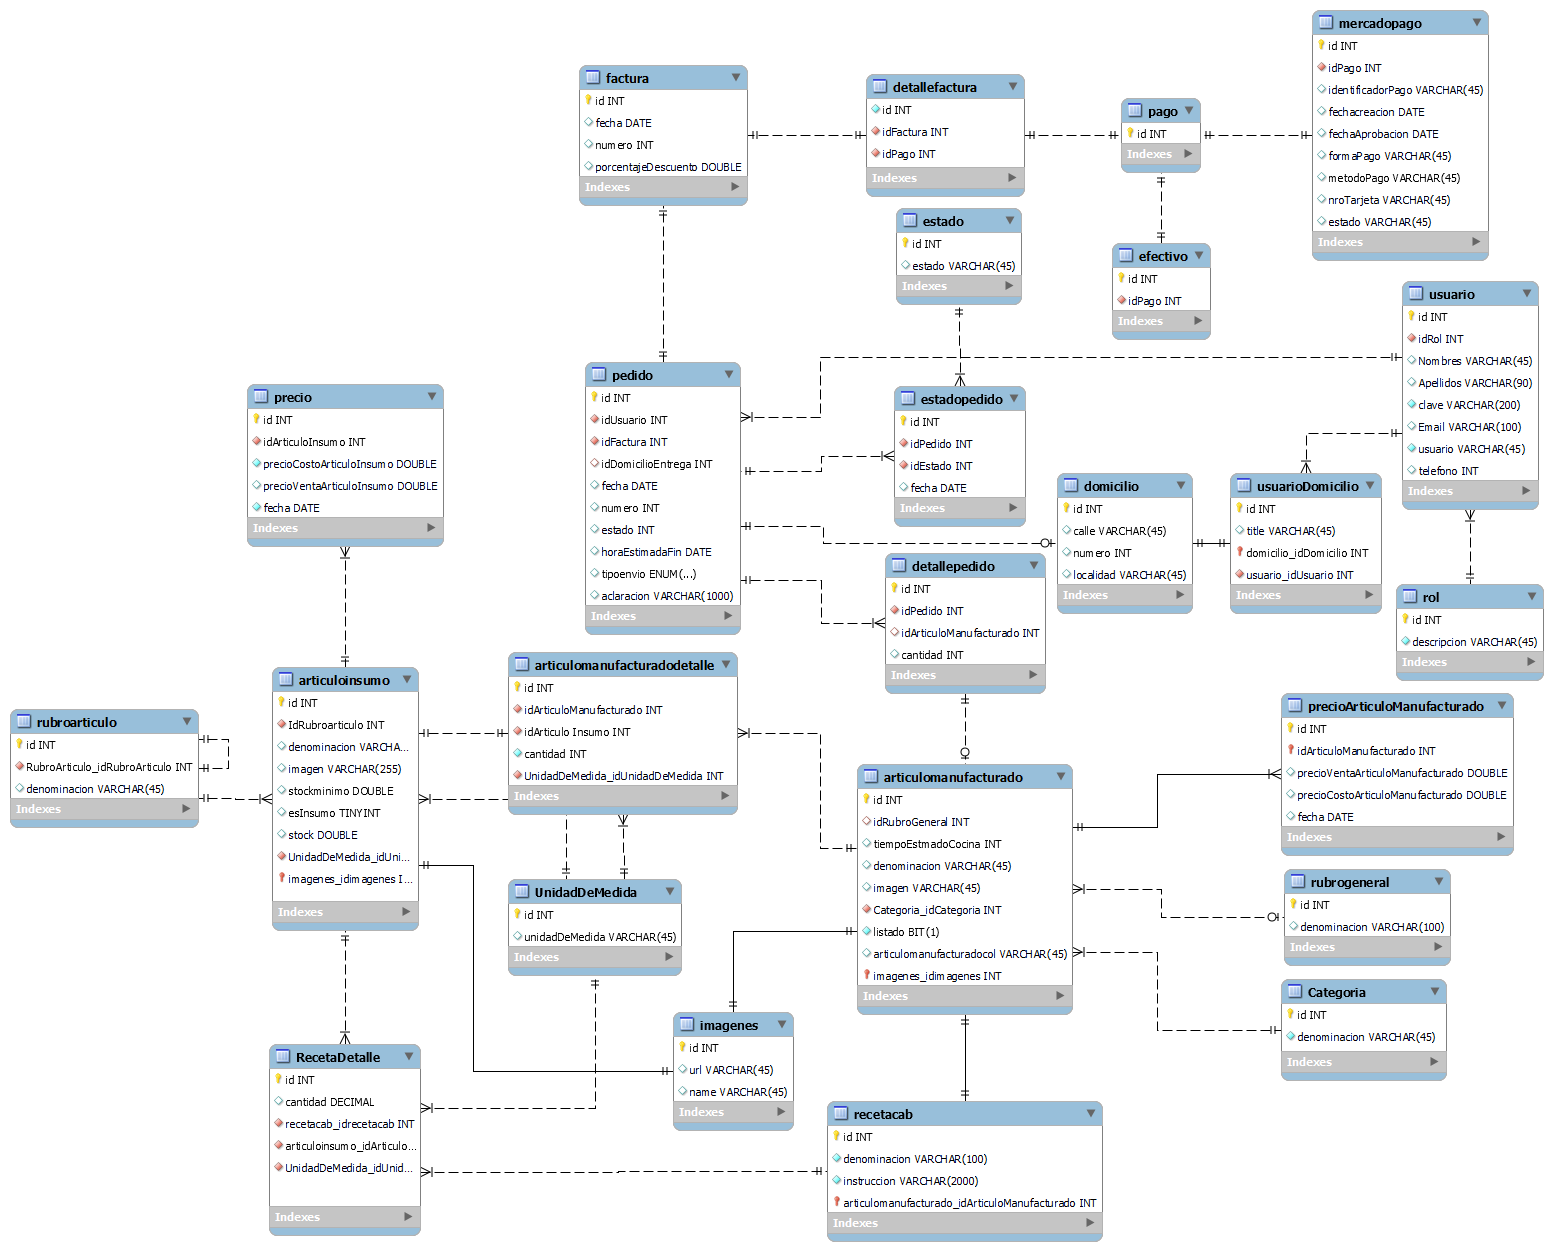 mercadopago
id INT
idPago INT
identificadorPago VARCHAR(45)
fechacreacion DATE
fechaAprobacion DATE
formaPago VARCHAR(45)
metodoPago VARCHAR(45)
nroTarjeta VARCHAR(45)
estado VARCHAR(45)
Indexes
factura
id INT
fecha DATE
numero INT
porcentajeDescuento DOUBLE
Indexes
detallefactura
id INT
idFactura INT
idPago INT
Indexes
pago
id INT
Indexes
estado
id INT
estado VARCHAR(45)
Indexes
efectivo
id INT
idPago INT
Indexes
usuario
id INT
idRol INT
Nombres VARCHAR(45)
Apellidos VARCHAR(90)
clave VARCHAR(200)
Email VARCHAR(100)
usuario VARCHAR(45)
telefono INT
Indexes
pedido
id INT
idUsuario INT
idFactura INT
idDomicilioEntrega INT
fecha DATE
numero INT
estado INT
horaEstimadaFin DATE
tipoenvio ENUM(...)
aclaracion VARCHAR(1000)
Indexes
precio
id INT
idArticuloInsumo INT
precioCostoArticuloInsumo DOUBLE
precioVentaArticuloInsumo DOUBLE
fecha DATE
Indexes
estadopedido
id INT
idPedido INT
idEstado INT
fecha DATE
Indexes
domicilio
id INT
calle VARCHAR(45)
numero INT
localidad VARCHAR(45)
Indexes
usuarioDomicilio
id INT
title VARCHAR(45)
domicilio_idDomicilio INT
usuario_idUsuario INT
Indexes
detallepedido
id INT
idPedido INT
idArticuloManufacturado INT
cantidad INT
Indexes
rol
id INT
descripcion VARCHAR(45)
Indexes
articulomanufacturadodetalle
id INT
idArticuloManufacturado INT
idArticulo Insumo INT
cantidad INT
UnidadDeMedida_idUnidadDeMedida INT
Indexes
articuloinsumo
id INT
IdRubroarticulo INT
denominacion VARCHA...
imagen VARCHAR(255)
stockminimo DOUBLE
esInsumo TINYINT
stock DOUBLE
UnidadDeMedida_idUni...
imagenes_idimagenes I...
Indexes
rubroarticulo
id INT
RubroArticulo_idRubroArticulo INT
denominacion VARCHAR(45)
Indexes
precioArticuloManufacturado
id INT
idArticuloManufacturado INT
precioVentaArticuloManufacturado DOUBLE
precioCostoArticuloManufacturado DOUBLE
fecha DATE
Indexes
articulomanufacturado
id INT
idRubroGeneral INT
tiempoEstmadoCocina INT
denominacion VARCHAR(45)
imagen VARCHAR(45)
Categoria_idCategoria INT
listado BIT(1)
articulomanufacturadocol VARCHAR(45)
imagenes_idimagenes INT
Indexes
rubrogeneral
id INT
denominacion VARCHAR(100)
Indexes
UnidadDeMedida
id INT
unidadDeMedida VARCHAR(45)
Indexes
Categoria
id INT
denominacion VARCHAR(45)
Indexes
imagenes
id INT
url VARCHAR(45)
name VARCHAR(45)
Indexes
RecetaDetalle
id INT
cantidad DECIMAL
recetacab_idrecetacab INT
articuloinsumo_idArticulo...
UnidadDeMedida_idUnid...
Indexes
recetacab
id INT
denominacion VARCHAR(100)
instruccion VARCHAR(2000)
articulomanufacturado_idArticuloManufacturado INT
Indexes